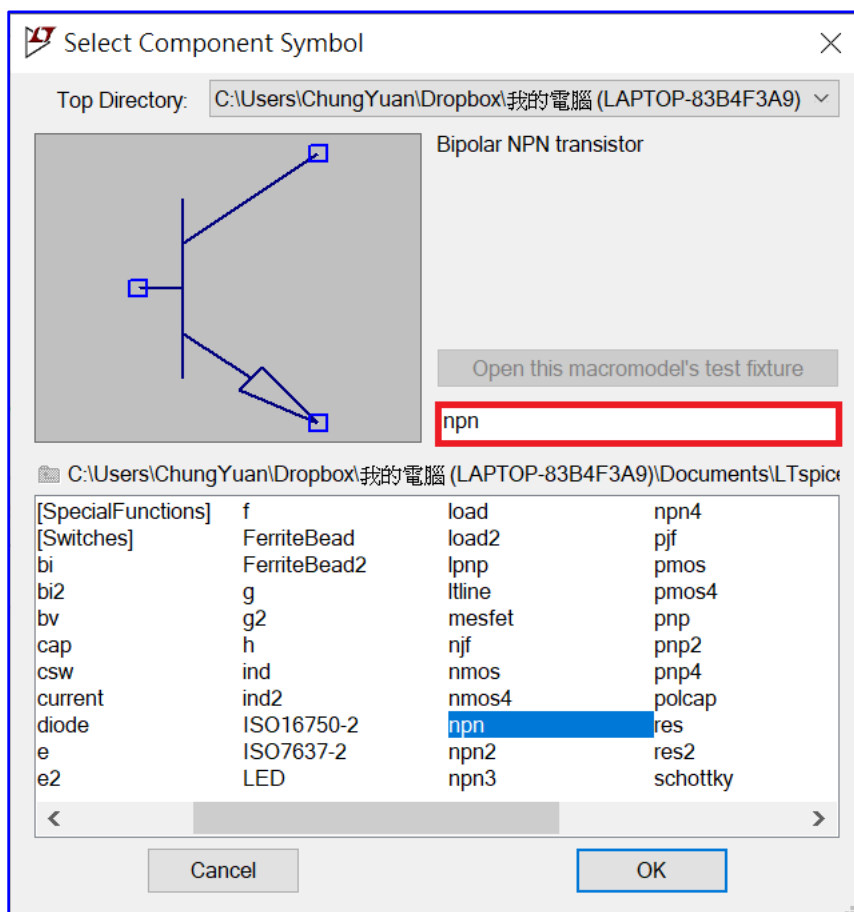 Select Component Symbol
Top Directory: C:\Users\ChungYuan\Dropbox\我的電腦 (LAPTOP-83B4F3A9)
Bipolar NPN transistor
Open this macromodel's test fixture
npn
C:\Users\ChungYuan\Dropbox\我的電腦 (LAPTOP-83B4F3A9)\Documents\LTspice
[SpecialFunctions] f load npn4
[Switches] FerriteBead load2 pjf
bi FerriteBead2 lpnp pmos
bi2 g ltline pmos4
bv g2 mesfet pnp
cap h njf pnp2
csw ind nmos pnp4
current ind2 nmos4 polcap
diode ISO16750-2 npn res
e ISO7637-2 npn2 res2
e2 LED npn3 schottky
Cancel OK